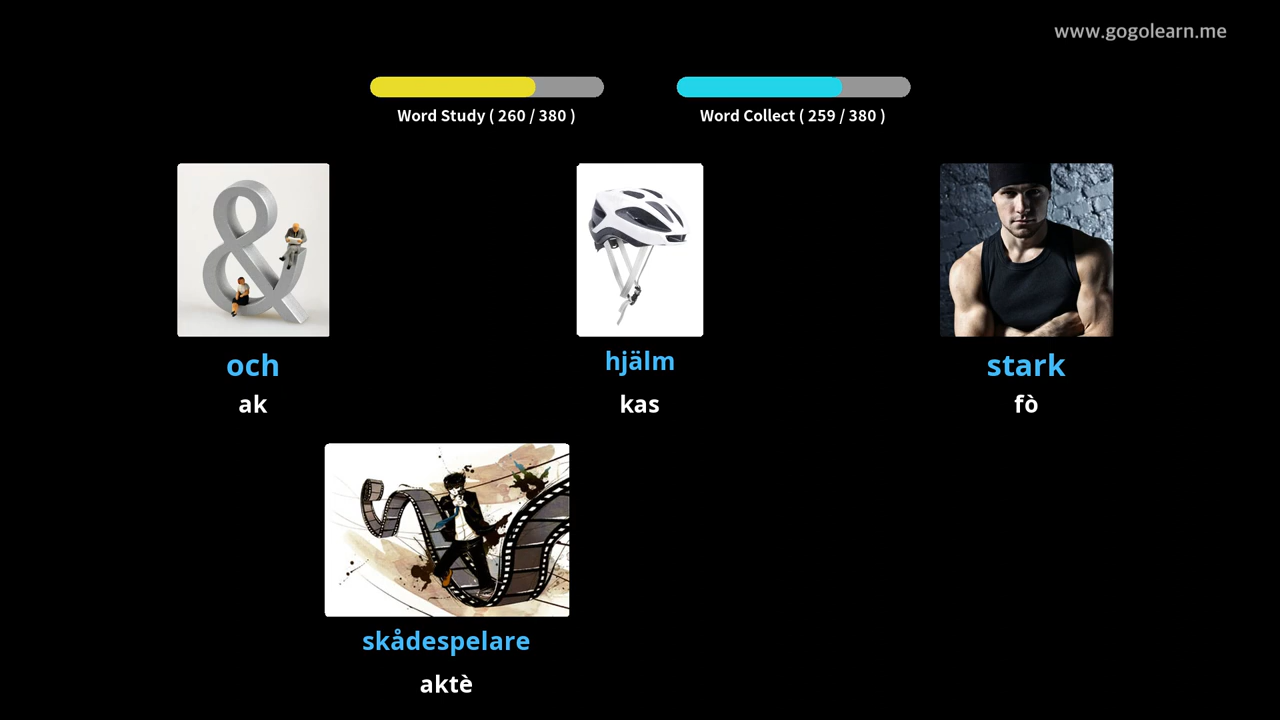 www.gogolearn.me
Word Study ( 260 / 380 )
Word Collect ( 259 / 380 )
och
hjälm
stark
ak
kas
fò
skådespelare
aktè